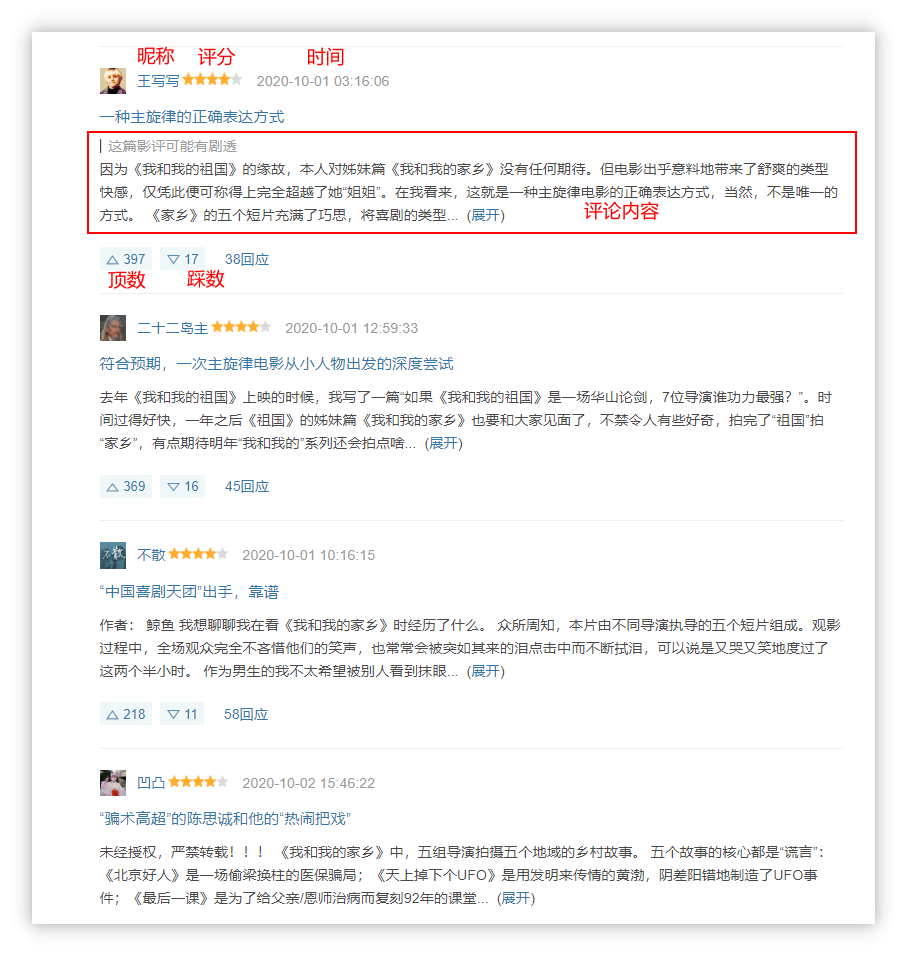 昵称 评分 时间
王写写 2020-10-01 03:16:06
一种主旋律的正确表达方式
这篇影评可能有剧透
因为《我和我的祖国》的缘故，本人对姊妹篇《我和我的家乡》没有任何期待。但电影出乎意料地带来了舒爽的类型
快感，仅凭此便可称得上完全超越了她“姐姐”。在我看来，这就是一种主旋律电影的正确表达方式，当然，不是唯一的
方式。 《家乡》的五个短片充满了巧思，将喜剧的类型... (展开)
评论内容
397 17 38回应
顶数 踩数
二十二岛主 2020-10-01 12:59:33
符合预期，一次主旋律电影从小人物出发的深度尝试
去年《我和我的祖国》上映的时候，我写了一篇“如果《我和我的祖国》是一场华山论剑，7位导演谁功力最强？”。时
间过得好快，一年之后《祖国》的姊妹篇《我和我的家乡》也要和大家见面了，不禁令人有些好奇，拍完了“祖国”拍
“家乡”，有点期待明年“我和我的”系列还会拍点啥... (展开)
369 16 45回应
不散 2020-10-01 10:16:15
“中国喜剧天团”出手，靠谱
作者： 鲸鱼 我想聊聊我在看《我和我的家乡》时经历了什么。 众所周知，本片由不同导演执导的五个短片组成。观影
过程中，全场观众完全不吝惜他们的笑声，也常常会被突如其来的泪点击中而不断拭泪，可以说是又哭又笑地度过了
这两个半小时。 作为男生的我不太希望被别人看到抹眼... (展开)
218 11 58回应
凹凸 2020-10-02 15:46:22
“骗术高超”的陈思诚和他的“热闹把戏”
未经授权，严禁转载！！！ 《我和我的家乡》中，五组导演拍摄五个地域的乡村故事。 五个故事的核心都是“谎言”：
《北京好人》是一场偷梁换柱的医保骗局；《天上掉下个UFO》是用发明来传情的黄渤，阴差阳错地制造了UFO事
件；《最后一课》是为了给父亲/恩师治病而复刻92年的课堂... (展开)